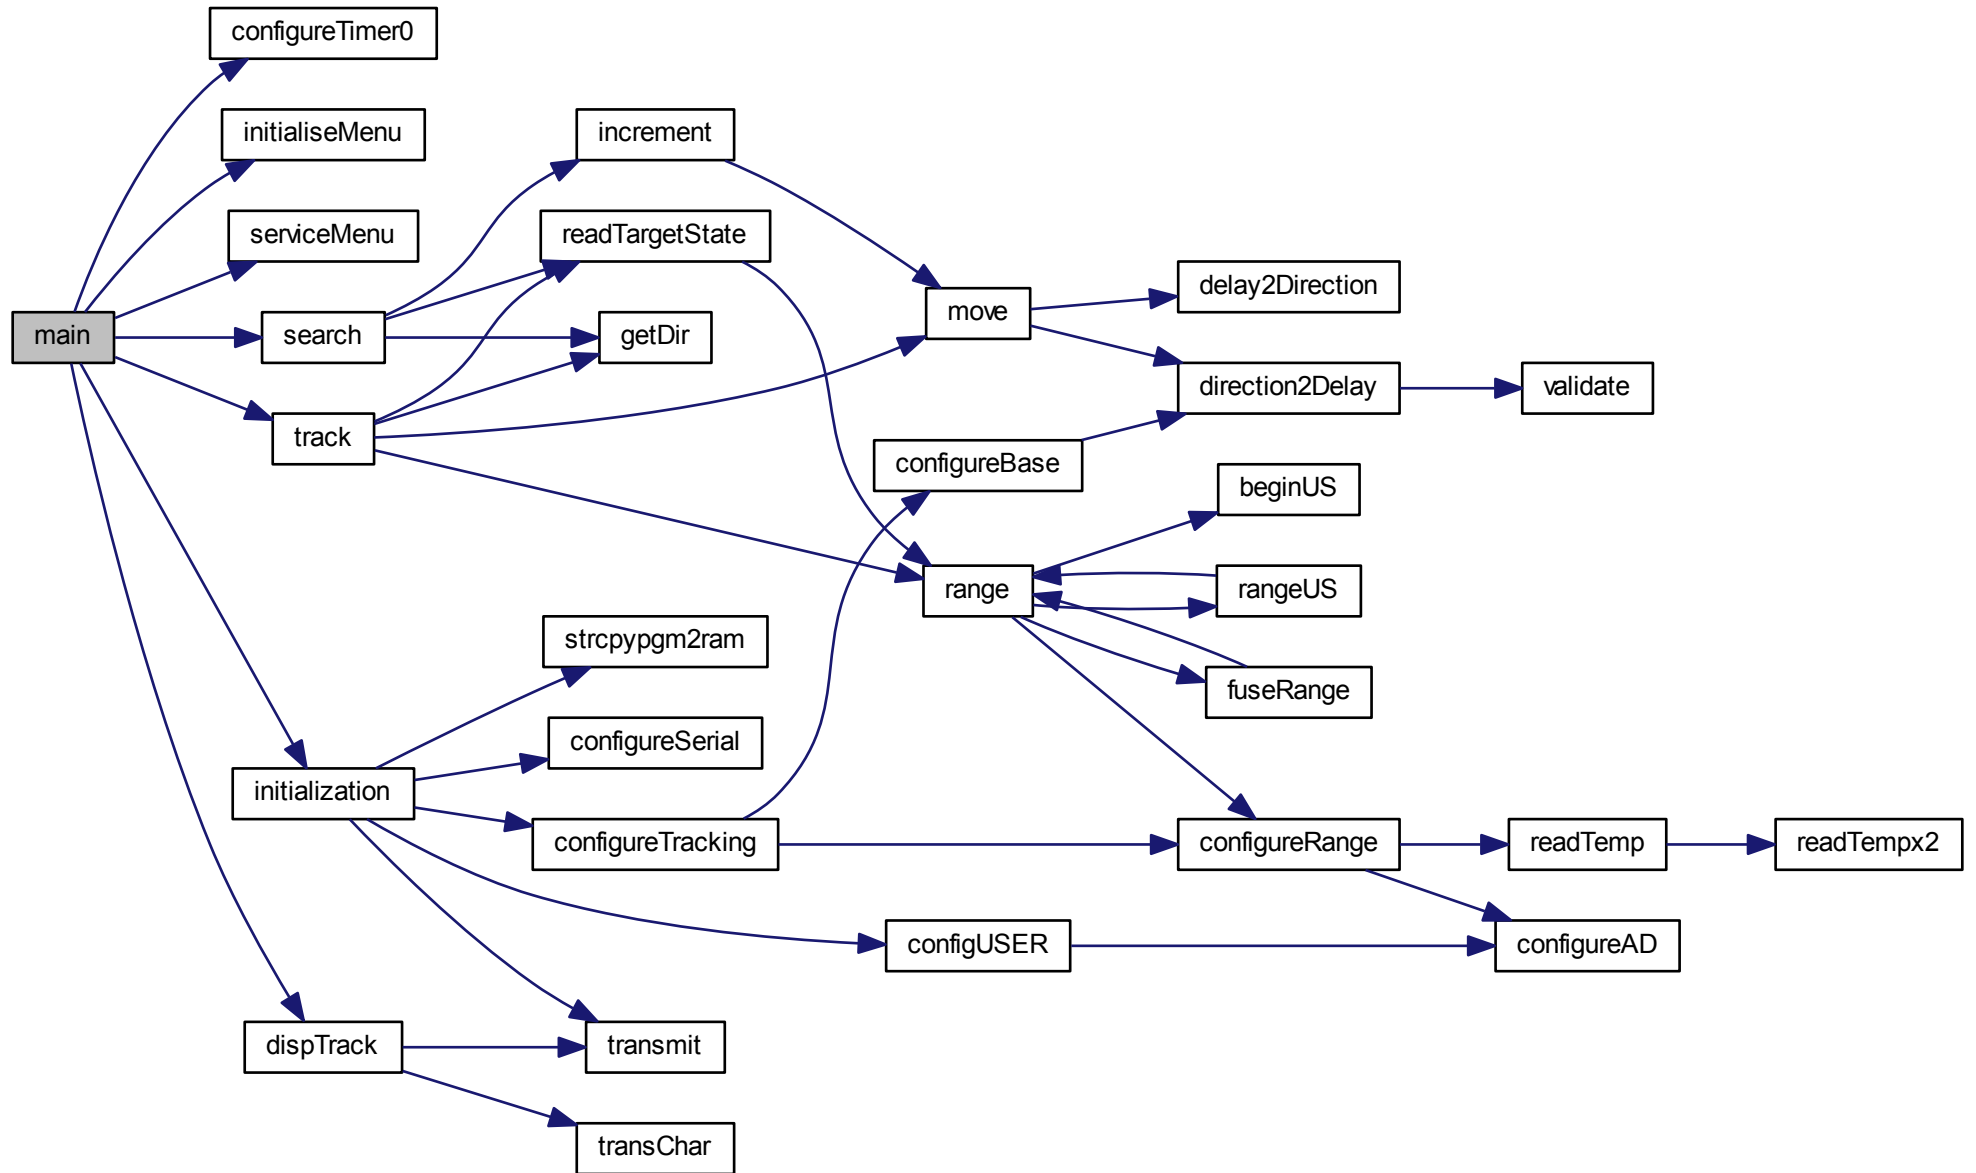 configureTimer0
initialiseMenu
increment
serviceMenu
readTargetState
delay2Direction
main
search
getDir
move
direction2Delay
validate
track
configureBase
beginUS
range
rangeUS
strcpypgm2ram
fuseRange
configureSerial
initialization
configureTracking
configureRange
readTemp
readTempx2
configUSER
configureAD
dispTrack
transmit
transChar